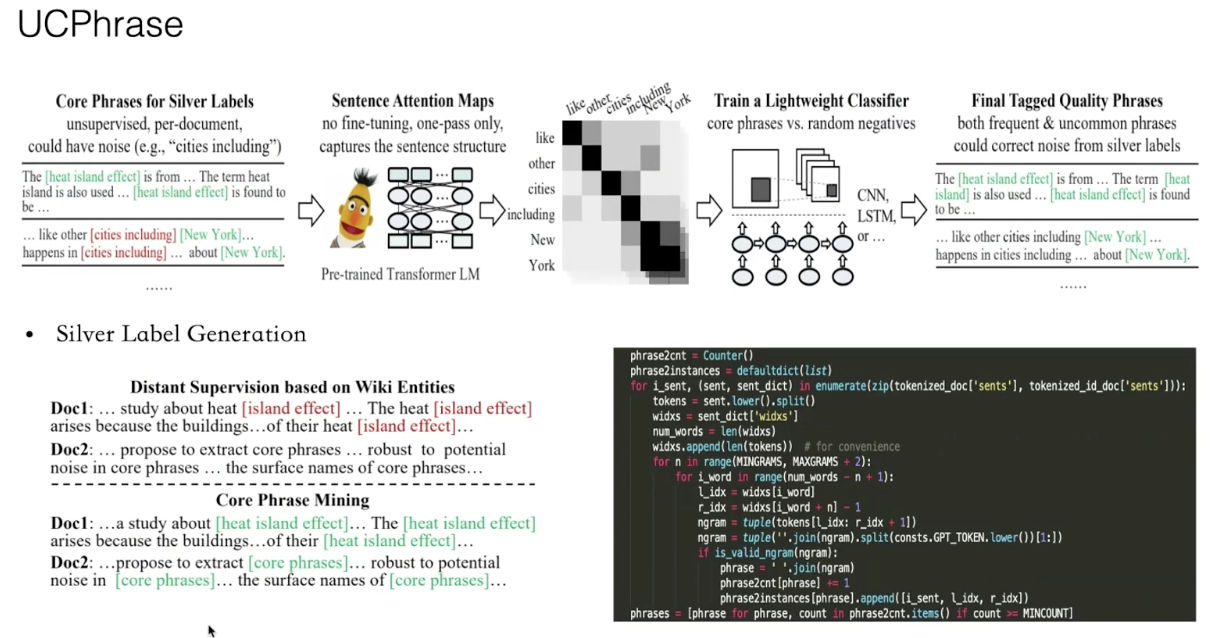 UCPhrase
Core Phrases for Silver Labels
unsupervised, per-document,
could have noise (e.g., “cities including”)
The [heat island effect] is from … The term heat
island is also used … [heat island effect] is found to
be …
… like other [cities including] [New York]…
happens in [cities including] … about [New York].
……
Sentence Attention Maps
no fine-tuning, one-pass only,
captures the sentence structure
...
...
...
Pre-trained Transformer LM
like other cities including New York
like
other
cities
including
New
York
Train a Lightweight Classifier
core phrases vs. random negatives
CNN,
LSTM,
or …
Final Tagged Quality Phrases
both frequent & uncommon phrases
could correct noise from silver labels
The [heat island effect] is from … The term [heat
island] is also used … [heat island effect] is found
to be …
… like other cities including [New York] …
happens in cities including … about [New York].
……
• Silver Label Generation
Distant Supervision based on Wiki Entities
Doc1: … study about heat [island effect] … The heat [island effect]
arises because the buildings…of their heat [island effect]…
Doc2: … propose to extract core phrases … robust to potential
noise in core phrases … the surface names of core phrases…
Core Phrase Mining
Doc1: …a study about [heat island effect]… The [heat island effect]
arises because the buildings…of their [heat island effect]…
Doc2: …propose to extract [core phrases]… robust to potential
noise in [core phrases]… the surface names of [core phrases]…
phrase2cnt = Counter()
phrase2instances = defaultdict(list)
for i_sent, (sent, sent_dict) in enumerate(zip(tokenized_doc['sents'], tokenized_id_doc['sents'])):
tokens = sent.lower().split()
widxs = sent_dict['widxs']
num_words = len(widxs)
widxs.append(len(tokens))  # for convenience
for n in range(MINGRAMS, MAXGRAMS + 2):
for i_word in range(num_words - n + 1):
l_idx = widxs[i_word]
r_idx = widxs[i_word + n] - 1
ngram = tuple(tokens[l_idx: r_idx + 1])
ngram = tuple(''.join(ngram).split(consts.GPT_TOKEN.lower())[1:])
if is_valid_ngram(ngram):
phrase = ' '.join(ngram)
phrase2cnt[phrase] += 1
phrase2instances[phrase].append([i_sent, l_idx, r_idx])
phrases = [phrase for phrase, count in phrase2cnt.items() if count >= MINCOUNT]